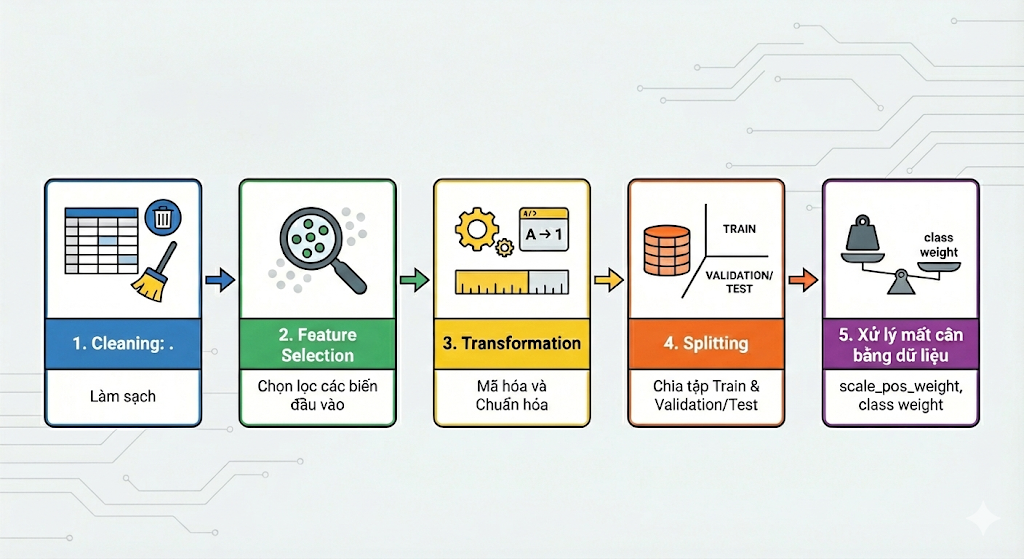 A/
A→1
TRAIN
VALIDATION/
TEST
class
weight
1. Cleaning: .
2. Feature
Selection
3. Transformation
4. Splitting
5. Xử lý mất cân
bằng dữ liệu
Làm sạch
Chọn lọc các biến
đầu vào
Mã hóa và
Chuẩn hóa
Chia tập Train &
Validation/Test
scale_pos_weight,
class weight